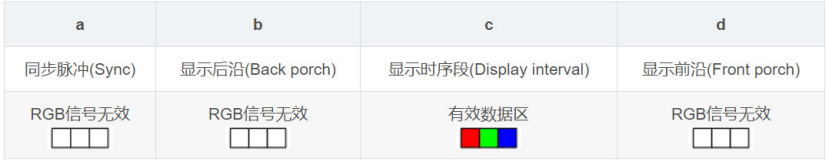 a b c d
同步脉冲(Sync) 显示后沿(Back porch) 显示时序段(Display interval) 显示前沿(Front porch)
RGB信号无效 RGB信号无效 有效数据区 RGB信号无效